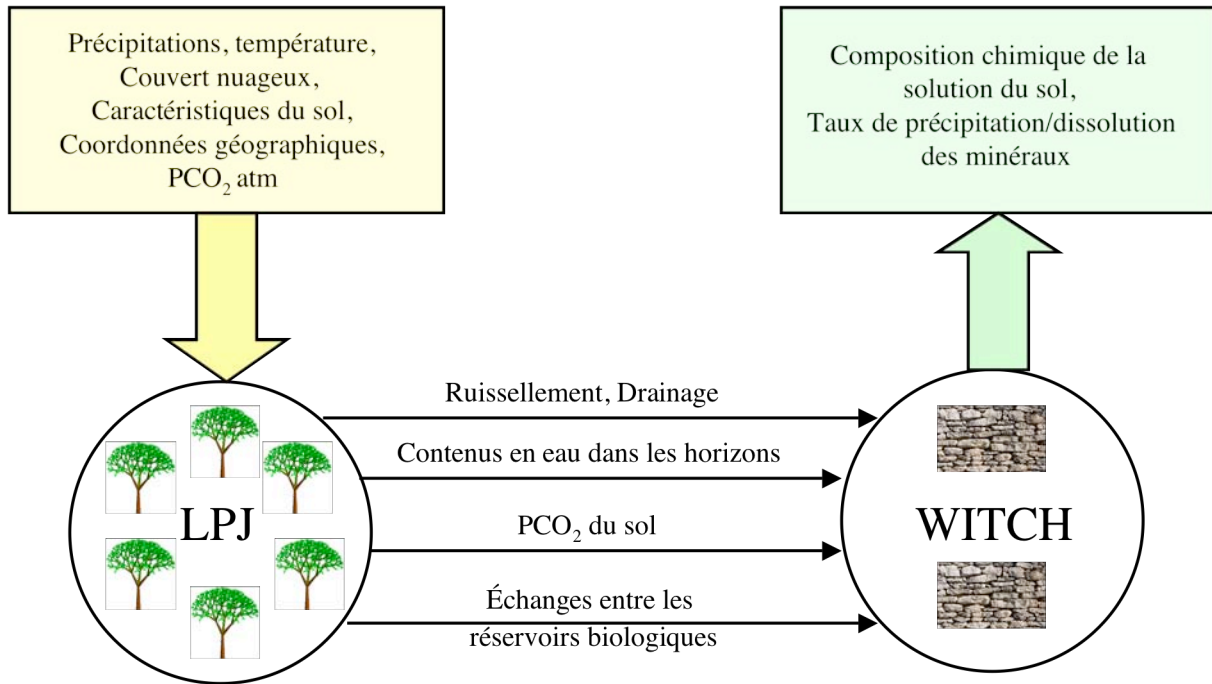 Précipitations, température,
Couvert nuageux,
Caractéristiques du sol,
Coordonnées géographiques,
PCO₂ atm
Composition chimique de la
solution du sol,
Taux de précipitation/dissolution
des minéraux
Ruissellement, Drainage
Contenus en eau dans les horizons
LPJ
PCO₂ du sol
WITCH
Échanges entre les
réservoirs biologiques